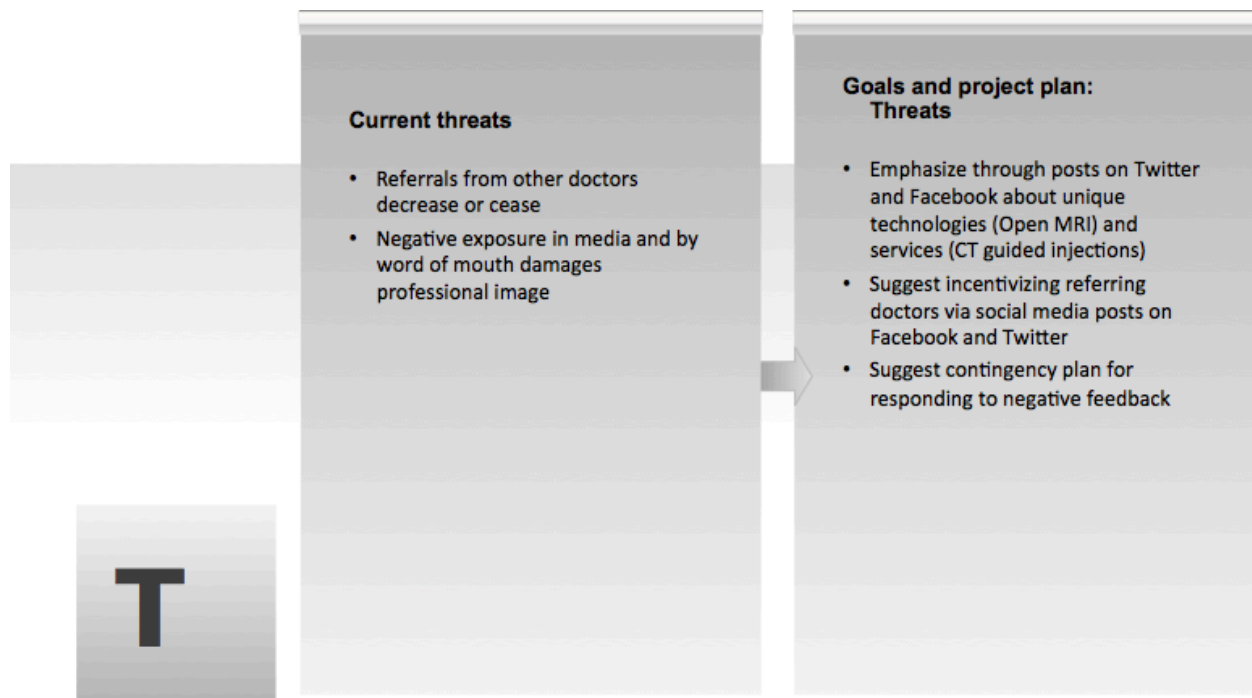 Current threats
• Referrals from other doctors
decrease or cease
• Negative exposure in media and by
word of mouth damages
professional image
Goals and project plan:
Threats
• Emphasize through posts on Twitter
and Facebook about unique
technologies (Open MRI) and
services (CT guided injections)
• Suggest incentivizing referring
doctors via social media posts on
Facebook and Twitter
• Suggest contingency plan for
responding to negative feedback
T